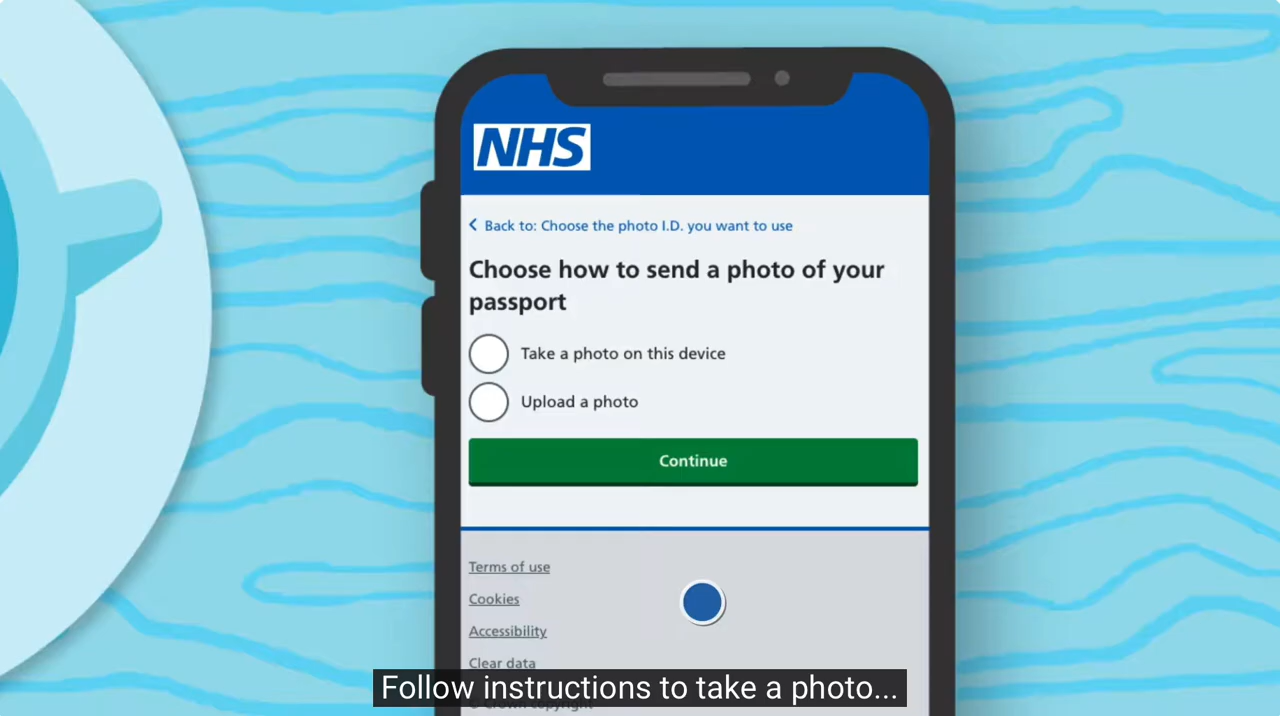 NHS
Back to: Choose the photo I.D. you want to use
Choose how to send a photo of your
passport
Take a photo on this device
Upload a photo
Continue
Terms of use
Cookies
Accessibility
Clear data
Follow instructions to take a photo...
© Crown copyright